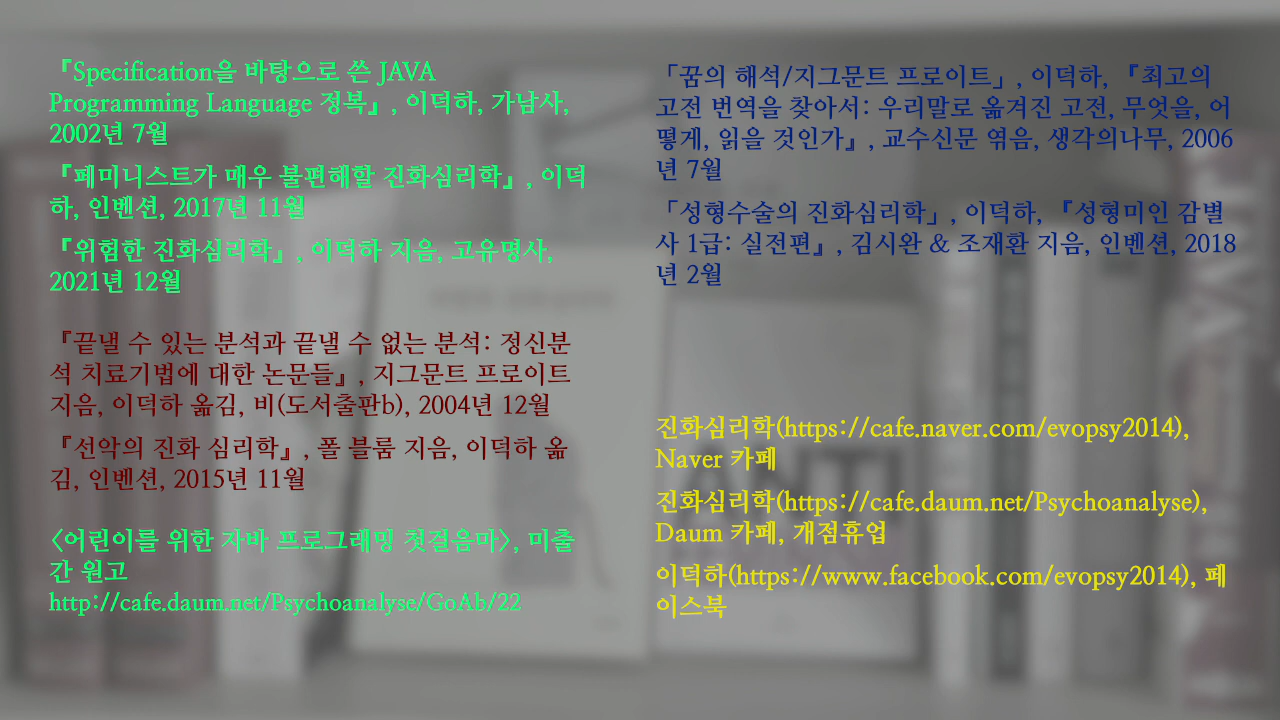 『Specification을 바탕으로 쓴 JAVA
Programming Language 정복』, 이덕하, 가남사,
2002년 7월
『페미니스트가 매우 불편해할 진화심리학』, 이덕
하, 인벤션, 2017년 11월
『위험한 진화심리학』, 이덕하 지음, 고유명사,
2021년 12월
『끝낼 수 있는 분석과 끝낼 수 없는 분석: 정신분
석 치료기법에 대한 논문들』, 지그문트 프로이트
지음, 이덕하 옮김, 비(도서출판b), 2004년 12월
『선악의 진화 심리학』, 폴 블룸 지음, 이덕하 옮
김, 인벤션, 2015년 11월
<어린이를 위한 자바 프로그래밍 첫걸음마>, 미출
간 원고
http://cafe.daum.net/Psychoanalyse/GoAb/22
「꿈의 해석/지그문트 프로이트」, 이덕하, 『최고의
고전 번역을 찾아서: 우리말로 옮겨진 고전, 무엇을, 어
떻게, 읽을 것인가』, 교수신문 엮음, 생각의나무, 2006
년 7월
「성형수술의 진화심리학」, 이덕하, 『성형미인 감별
사 1급: 실전편』, 김시완 & 조재환 지음, 인벤션, 2018
년 2월
진화심리학(https://cafe.naver.com/evopsy2014),
Naver 카페
진화심리학(https://cafe.daum.net/Psychoanalyse),
Daum 카페, 개점휴업
이덕하(https://www.facebook.com/evopsy2014), 페
이스북